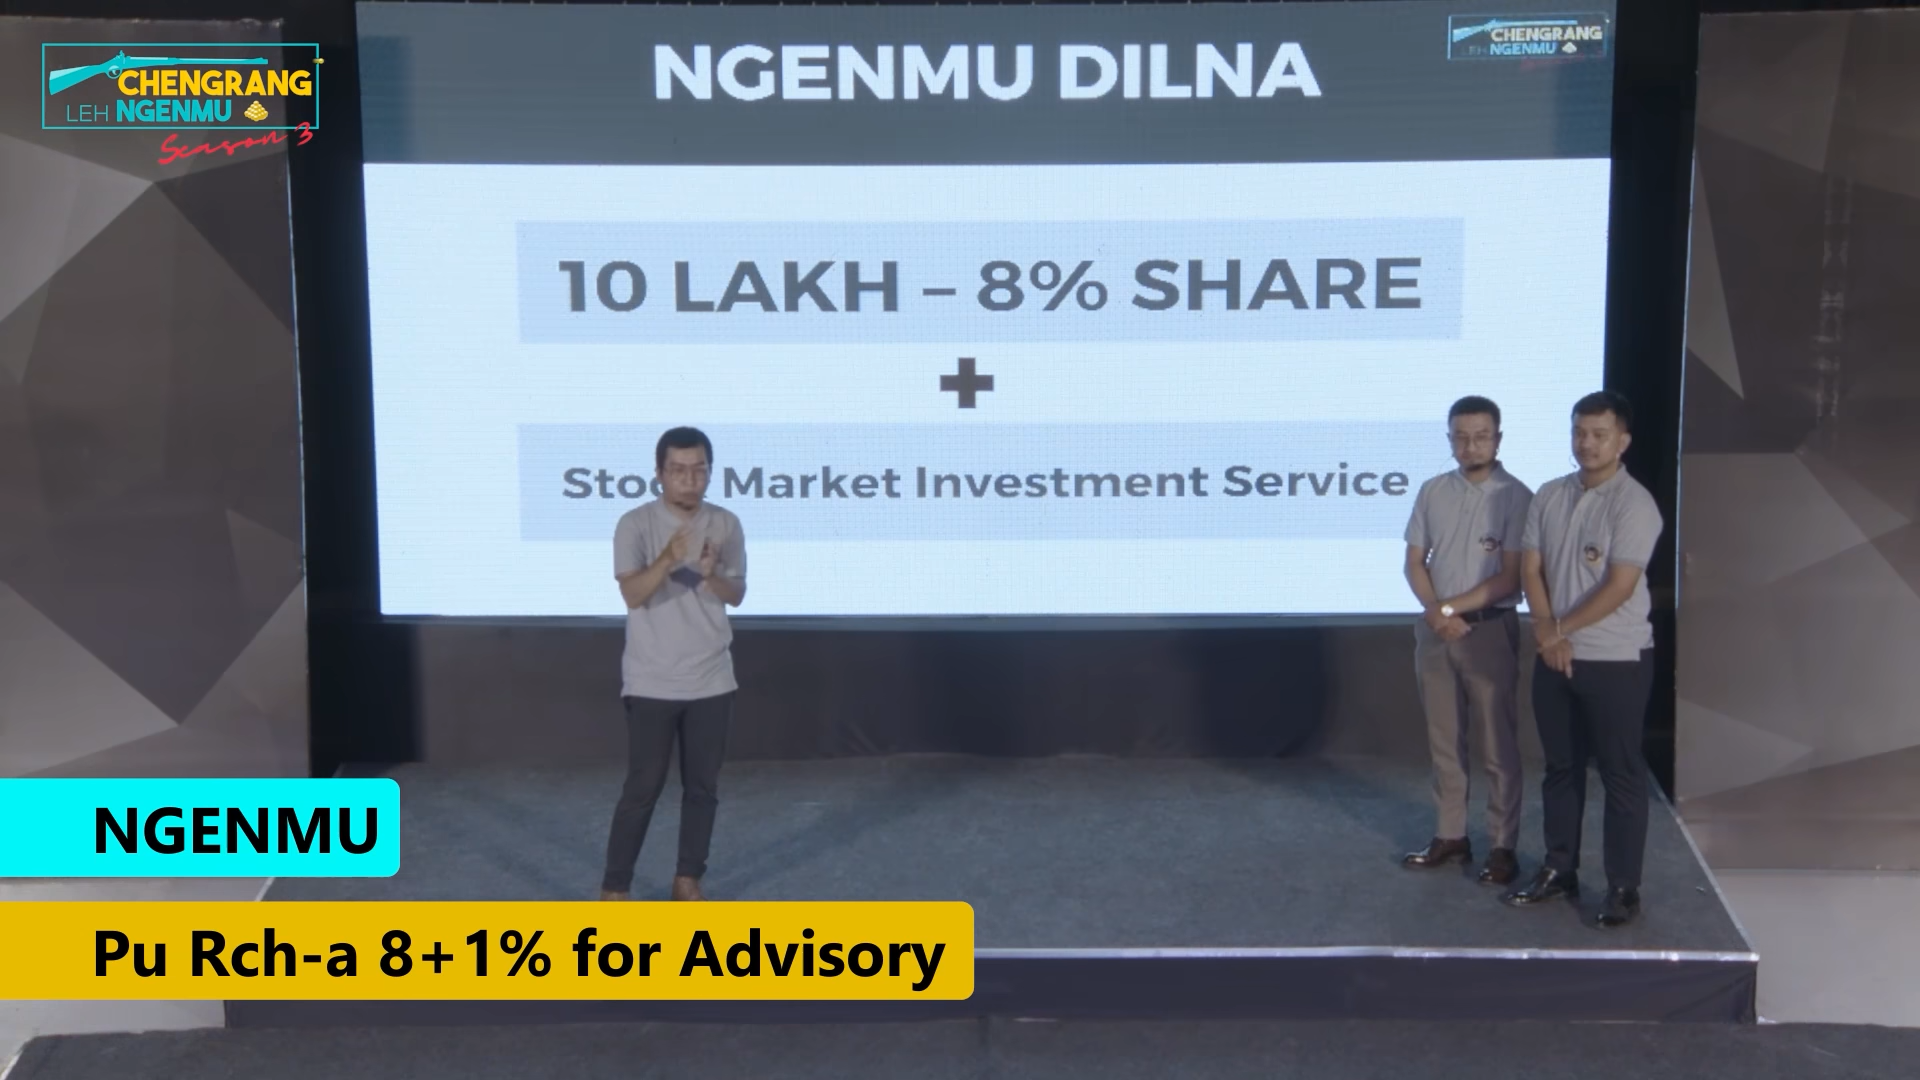 CHENGRANG
LEH NGENMU
Season 3
NGENMU DILNA
CHENGRANG
LEH NGENMU
10 LAKH – 8% SHARE
+
Market Investment Service
NGENMU
Pu Rch-a 8+1% for Advisory